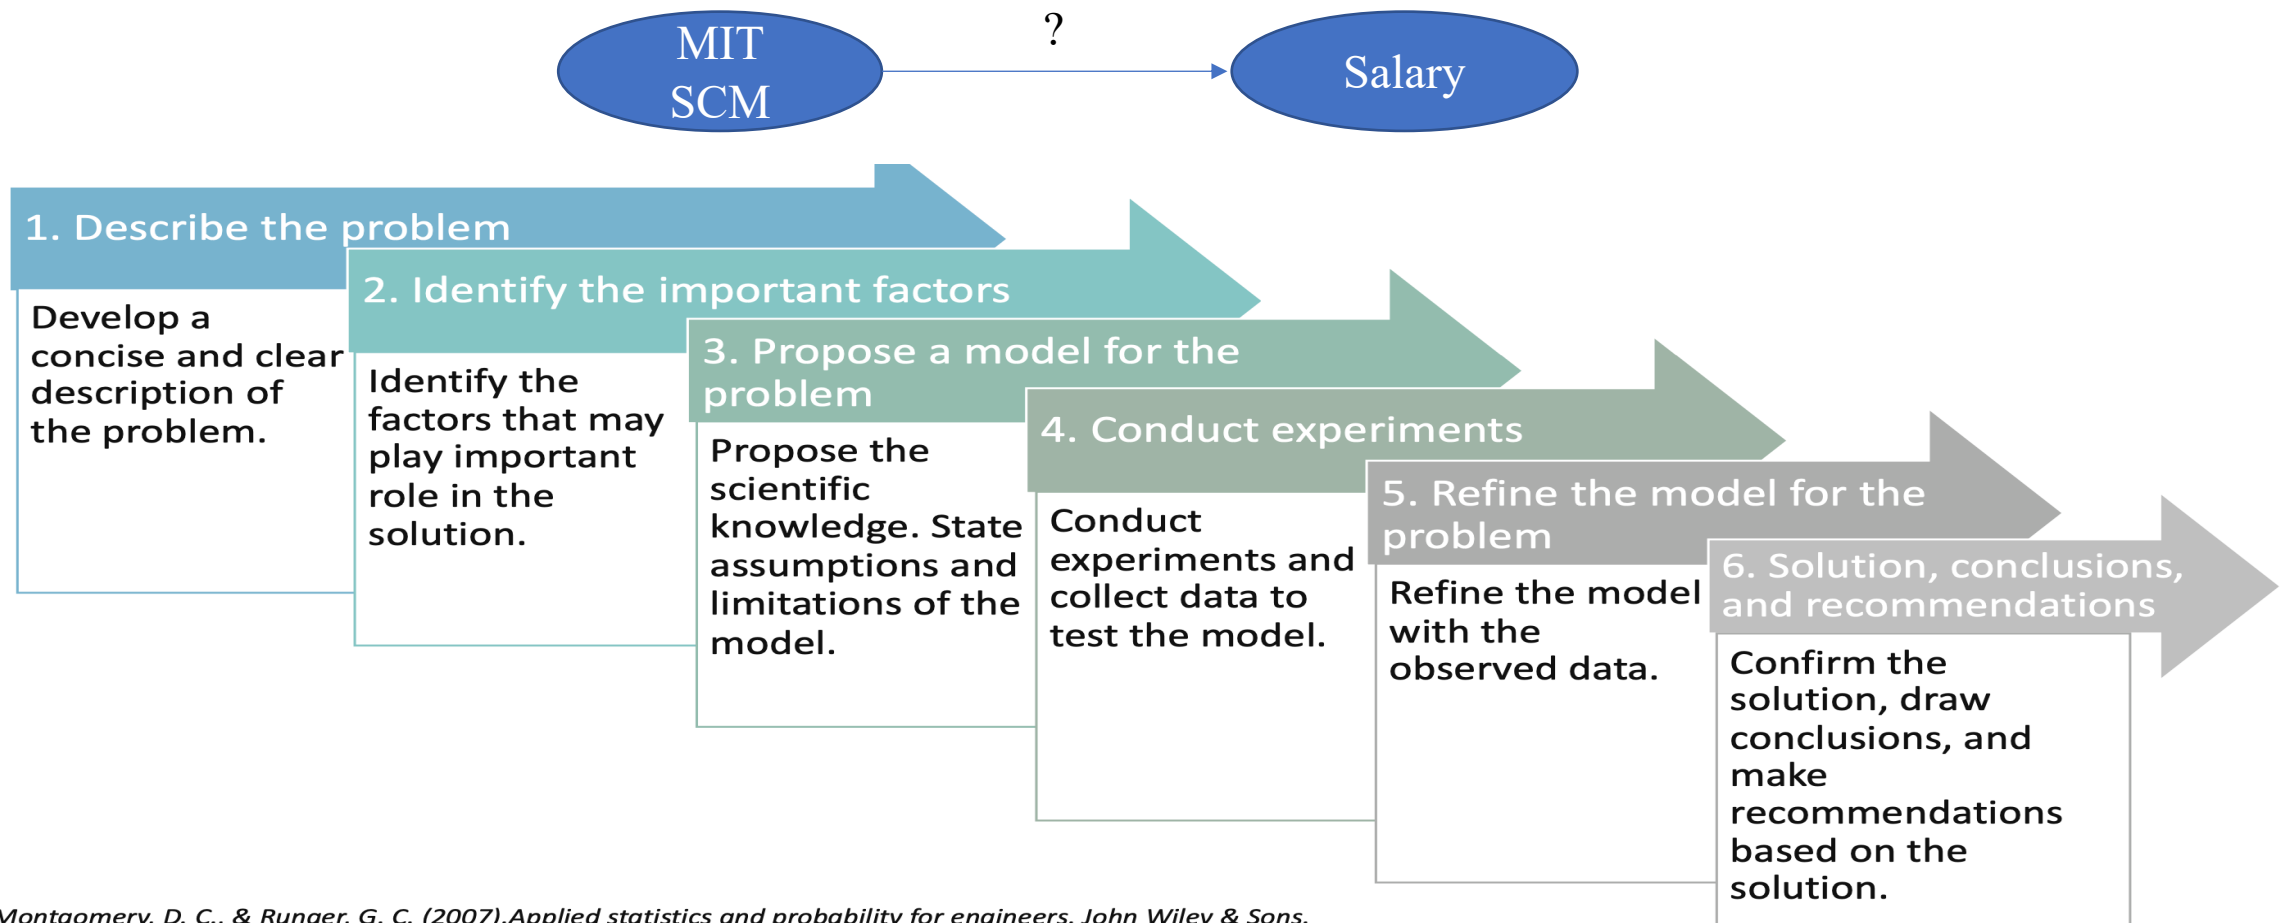 MIT
SCM
?
Salary
1. Describe the problem
Develop a
concise and clear
description of
the problem.
2. Identify the important factors
Identify the
factors that may
play important
role in the
solution.
3. Propose a model for the
problem
Propose the
scientific
knowledge. State
assumptions and
limitations of the
model.
4. Conduct experiments
Conduct
experiments and
collect data to
test the model.
5. Refine the model for the
problem
Refine the model
with the
observed data.
6. Solution, conclusions,
and recommendations
Confirm the
solution, draw
conclusions, and
make
recommendations
based on the
solution.
Montgomery, D. C., & Runger, G. C. (2007).Applied statistics and probability for engineers. John Wiley & Sons.